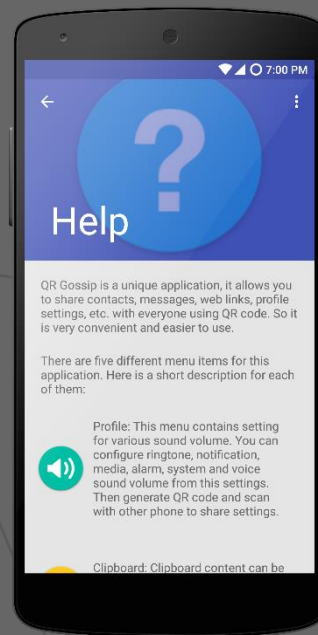 7:00 PM
Help
QR Gossip is a unique application, it allows you
to share contacts, messages, web links, profile
settings, etc. with everyone using QR code. So it
is very convenient and easier to use.
There are five different menu items for this
application. Here is a short description for each
of them:
Profile: This menu contains setting
for various sound volume. You can
configure ringtone, notification,
media, alarm, system and voice
sound volume from this settings.
Then generate QR code and scan
with other phone to share settings.
Clipboard: Clipboard content can be